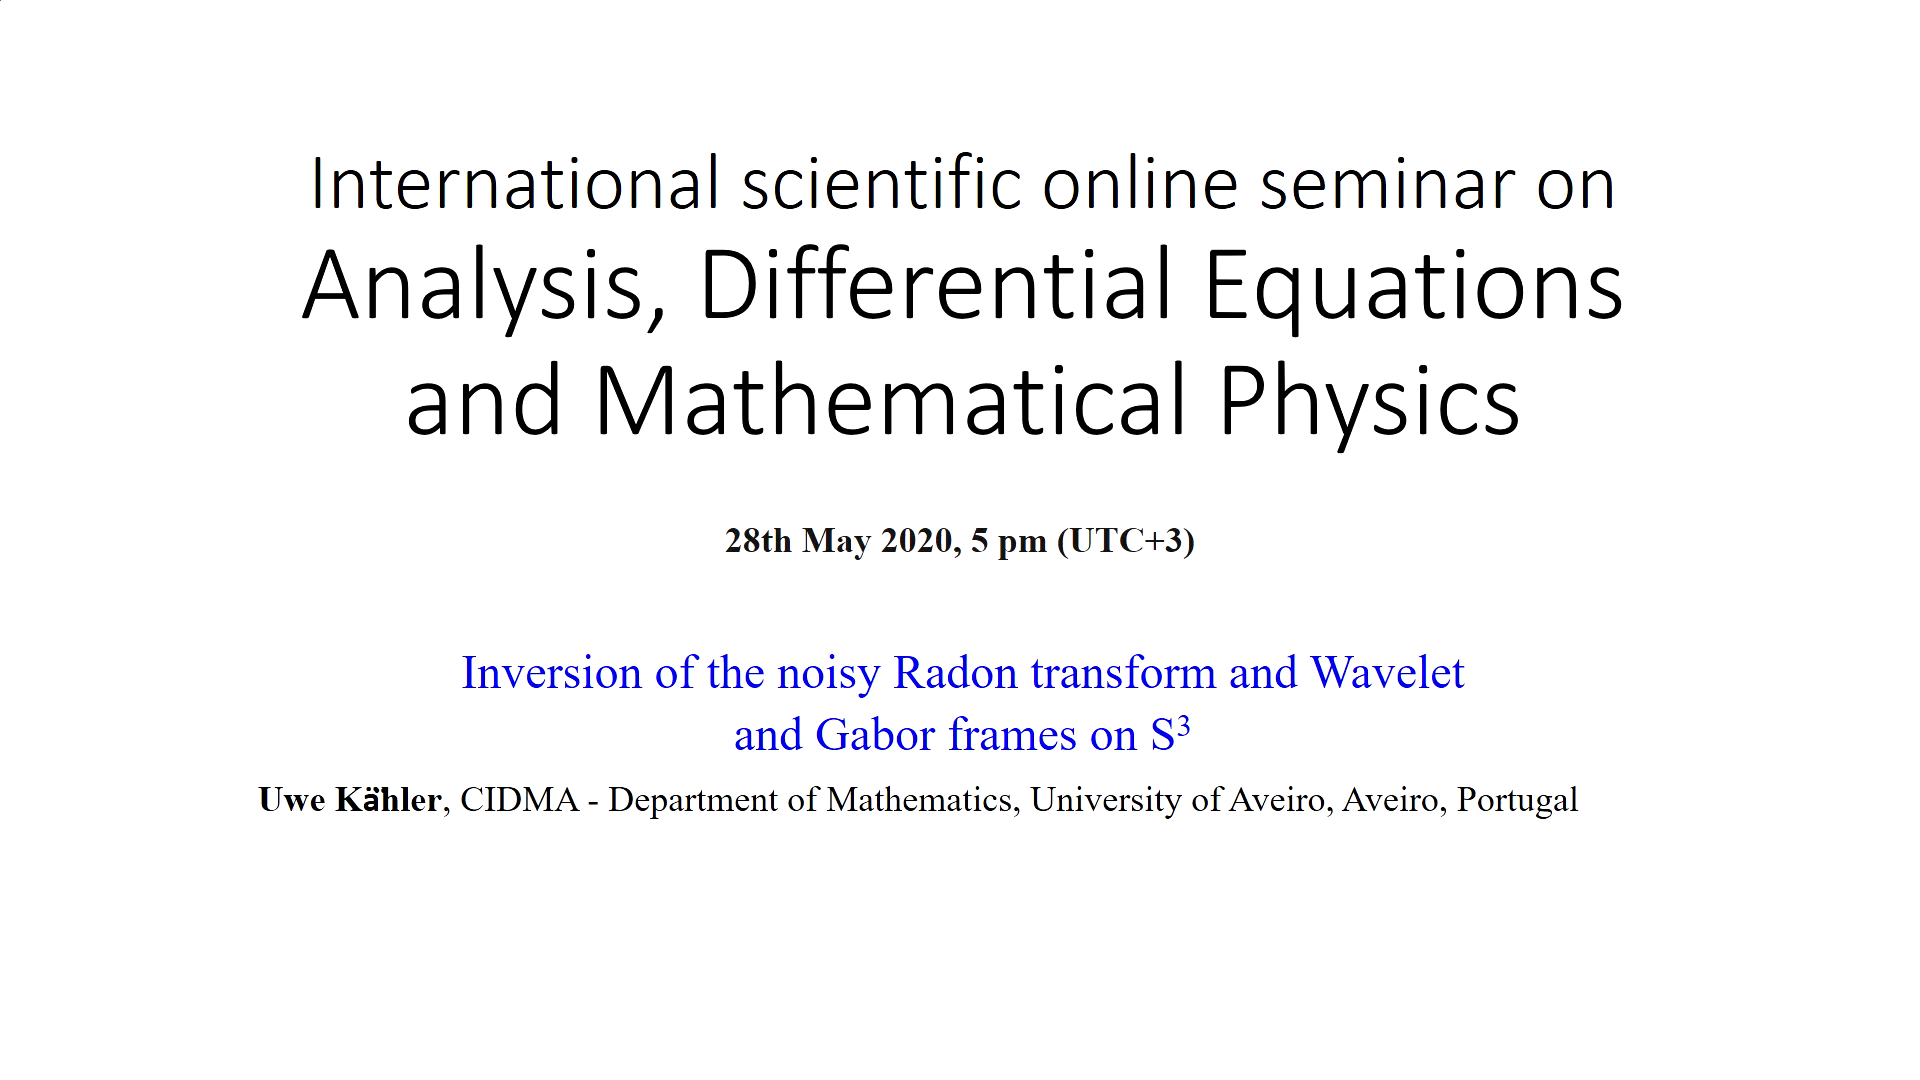 International scientific online seminar on
Analysis, Differential Equations
and Mathematical Physics
28th May 2020, 5 pm (UTC+3)
Inversion of the noisy Radon transform and Wavelet
and Gabor frames on S³
Uwe Kähler, CIDMA - Department of Mathematics, University of Aveiro, Aveiro, Portugal